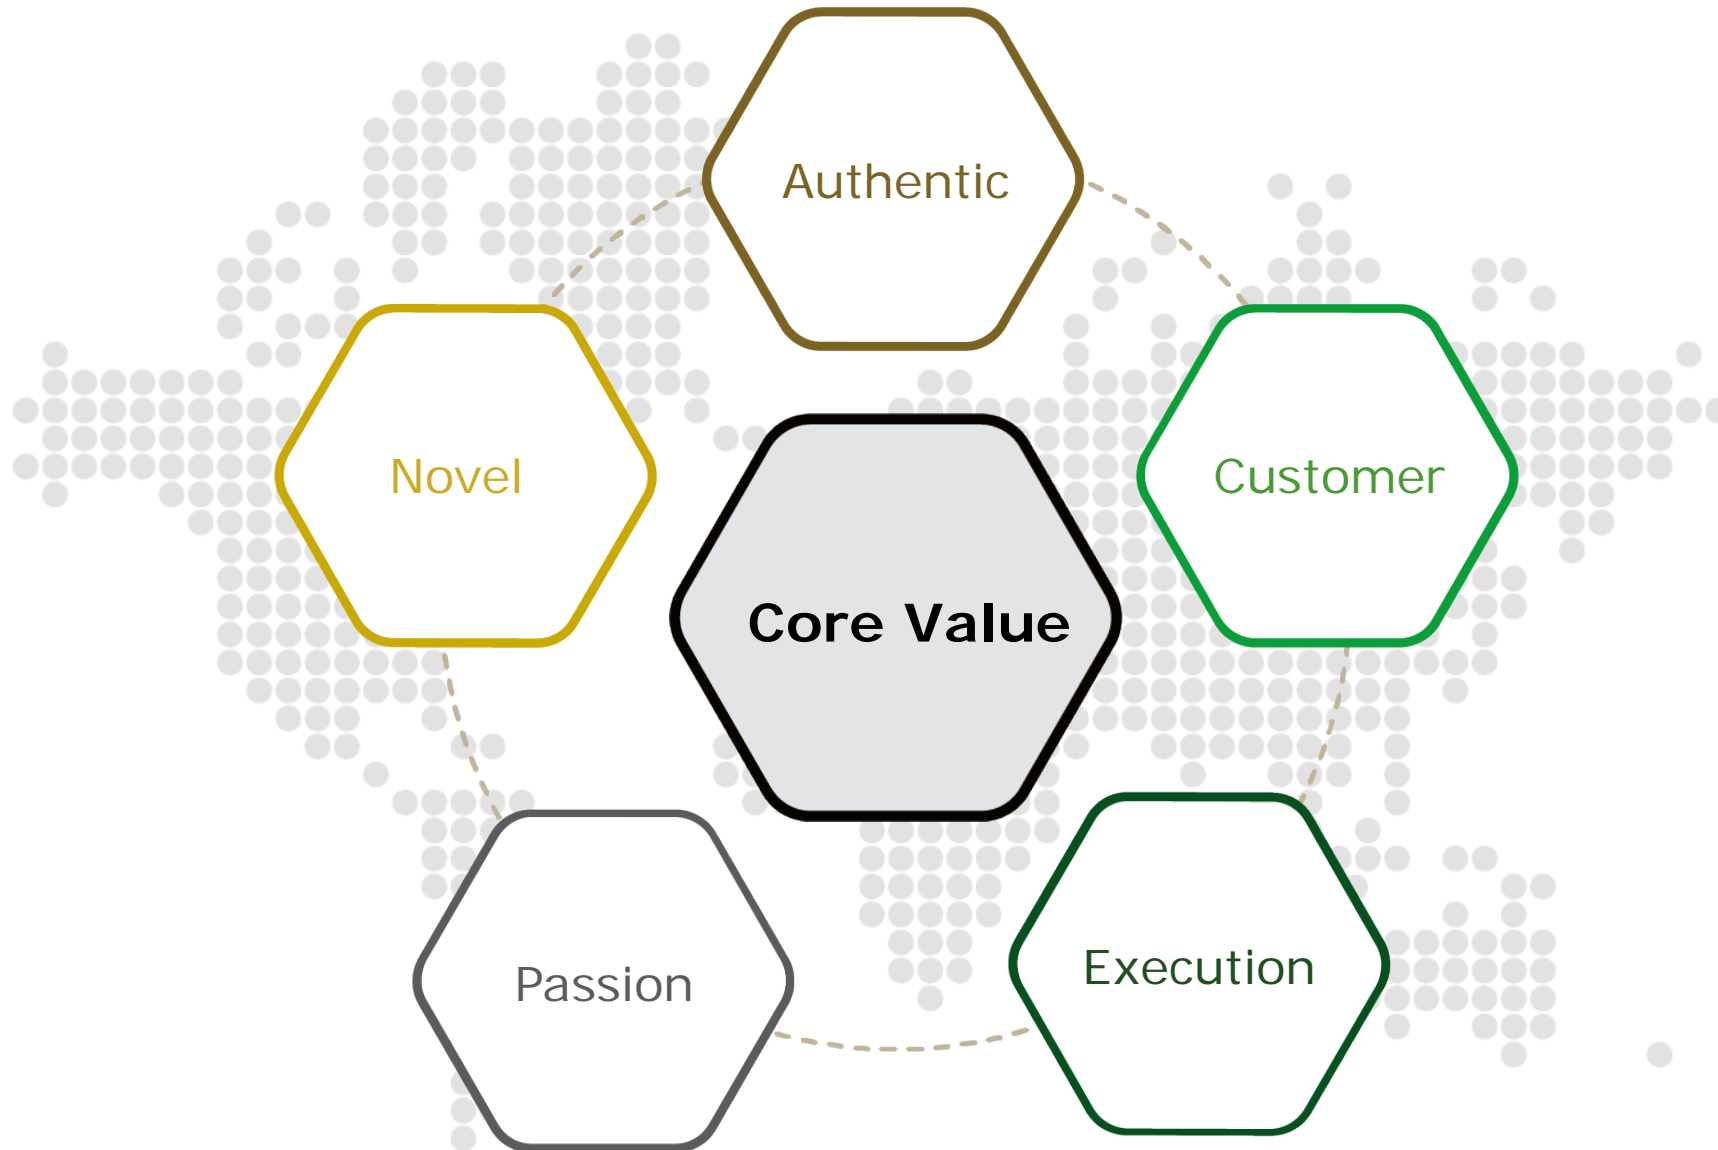 Authentic
Novel
Customer
Core Value
Passion
Execution